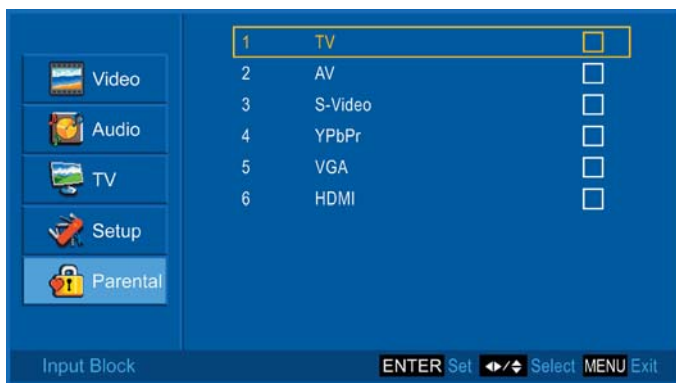 Video
Audio
TV
Setup
Parental
1 TV
2 AV
3 S-Video
4 YPbPr
5 VGA
6 HDMI
Input Block
ENTER Set ◄►/▲▼ Select MENU Exit